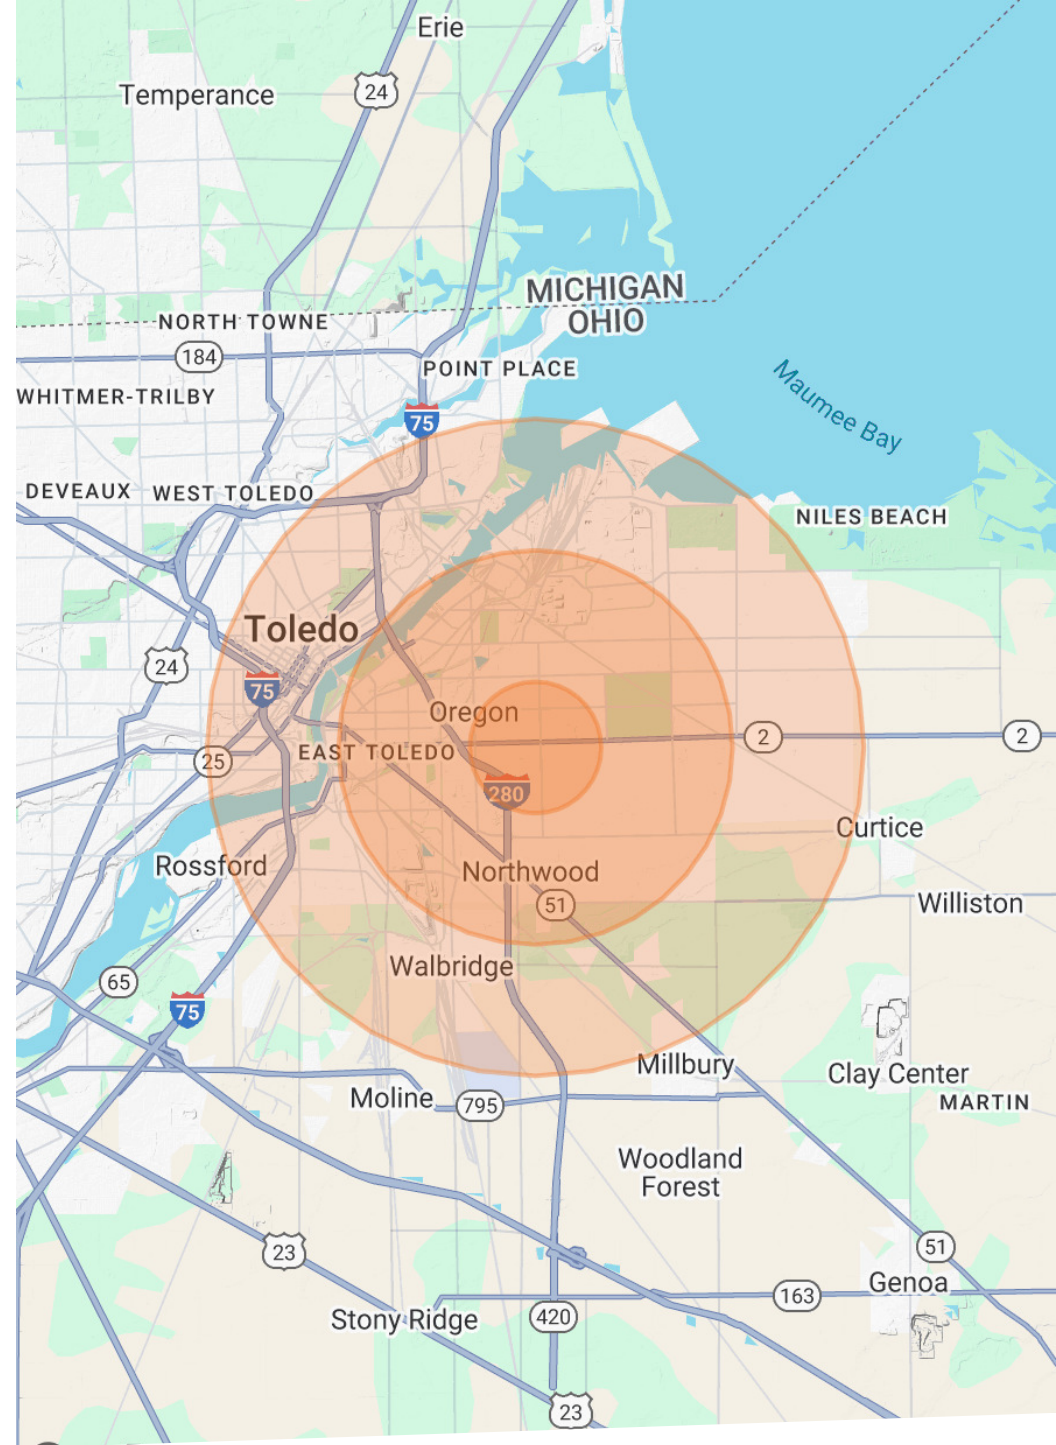 Erie
24
Temperance
MICHIGAN
OHIO
NORTH TOWNE
184
POINT PLACE
WHITMER-TRILBY
75
Maumee Bay
DEVEAUX
WEST TOLEDO
NILES BEACH
Toledo
24
75
Oregon
2
2
EAST TOLEDO
25
280
Curtice
Rossford
Northwood
51
Williston
Walbridge
65
75
Millbury
Clay Center
Moline
795
MARTIN
Woodland
Forest
23
51
Genoa
163
Stony Ridge
420
23